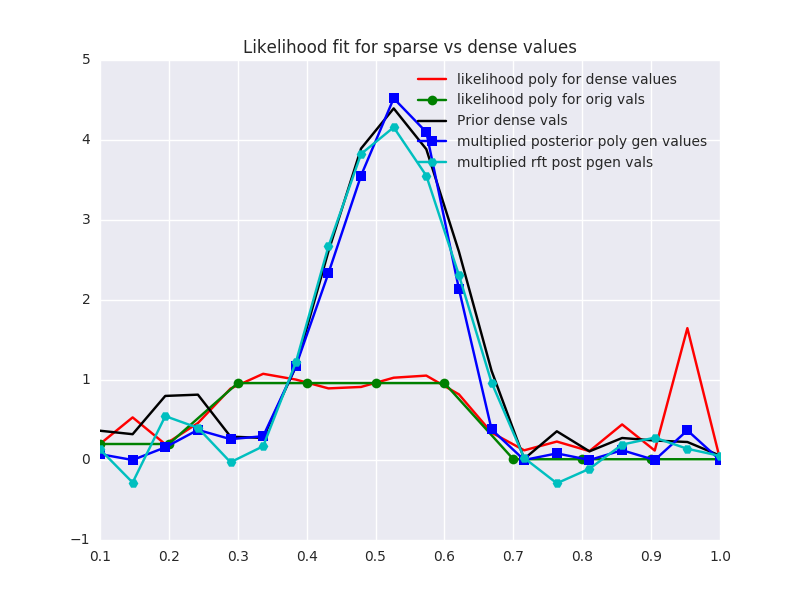 Likelihood fit for sparse vs dense values
5
likelihood poly for dense values
likelihood poly for orig vals
Prior dense vals
multiplied posterior poly gen values
multiplied rft post pgen vals
4
3
2
1
0
−1
0.1 0.2 0.3 0.4 0.5 0.6 0.7 0.8 0.9 1.0